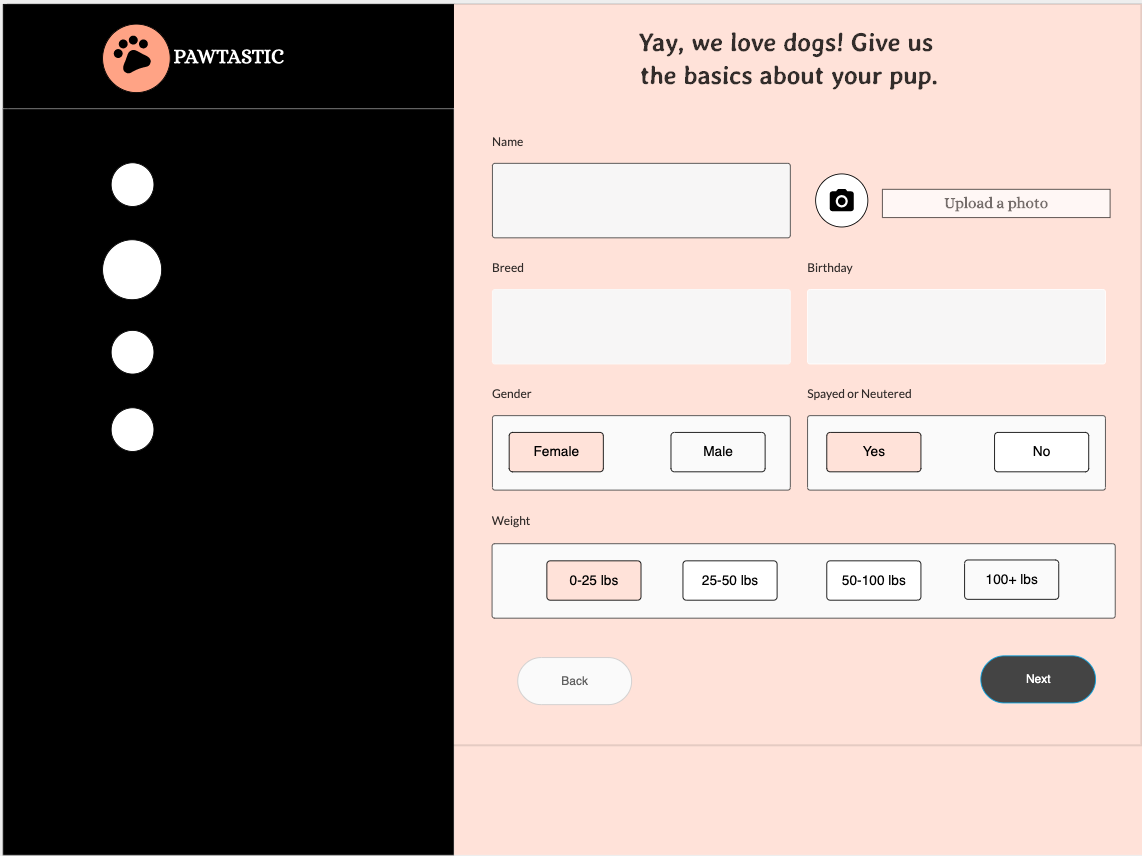 PAWTASTIC
Yay, we love dogs! Give us
the basics about your pup.
Name
Upload a photo
Breed
Birthday
Gender
Spayed or Neutered
Female
Male
Yes
No
Weight
0-25 lbs
25-50 lbs
50-100 lbs
100+ lbs
Back
Next